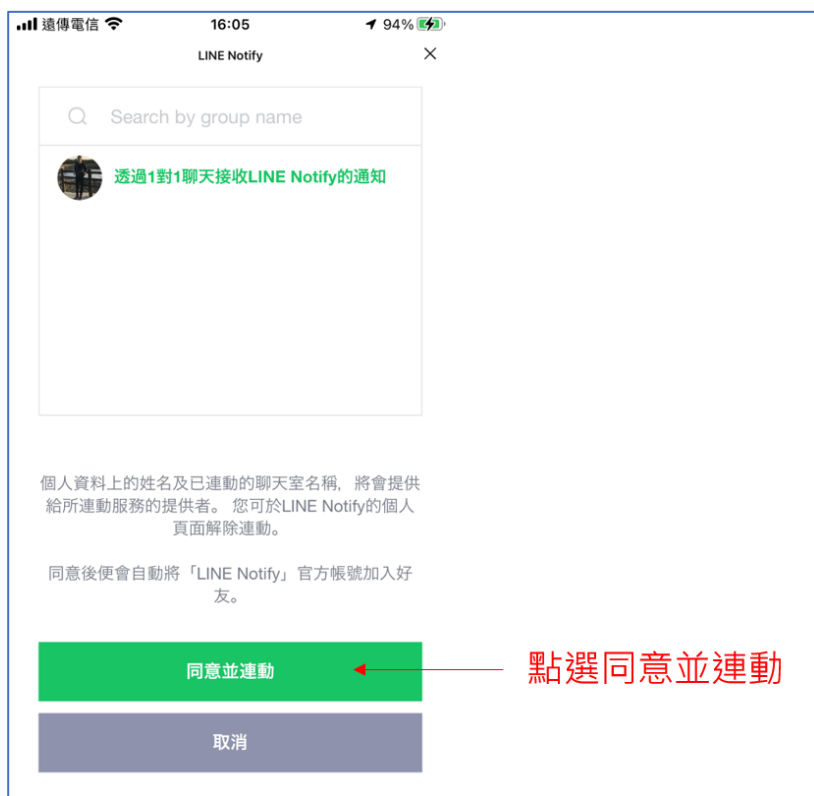 遠傳電信
16:05
94%
LINE Notify
Search by group name
透過1對1聊天接收LINE Notify的通知
個人資料上的姓名及已連動的聊天室名稱，將會提供
給所連動服務的提供者。 您可於LINE Notify的個人
頁面解除連動。
同意後便會自動將「LINE Notify」官方帳號加入好
友。
同意並連動
點選同意並連動
取消